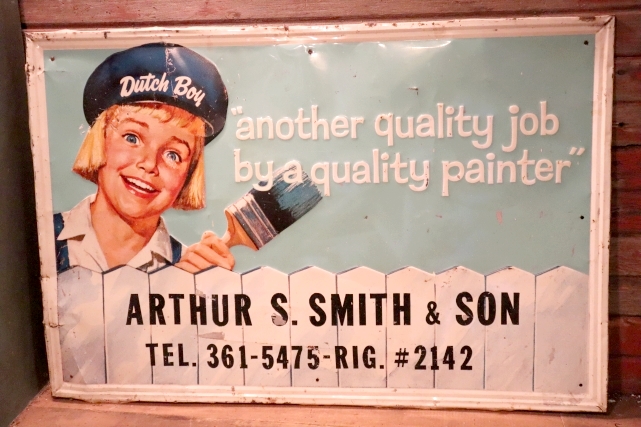 Dutch Boy
"another quality job
by a quality painter"
ARTHUR S. SMITH & SON
TEL. 361-5475-RIG. #2142